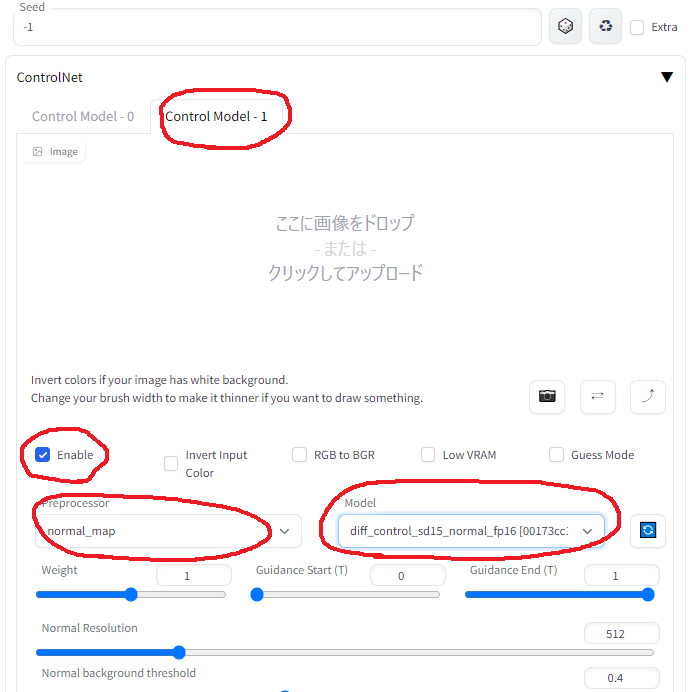 Seed
-1
Extra
ControlNet
Control Model - 0
Control Model - 1
Image
ここに画像をドロップ
- または -
クリックしてアップロード
Invert colors if your image has white background.
Change your brush width to make it thinner if you want to draw something.
Enable
Invert Input
Color
RGB to BGR
Low VRAM
Guess Mode
Preprocessor
Model
normal_map
diff_control_sd15_normal_fp16 [00173cc
Weight
1
Guidance Start (T)
0
Guidance End (T)
1
Normal Resolution
512
Normal background threshold
0.4